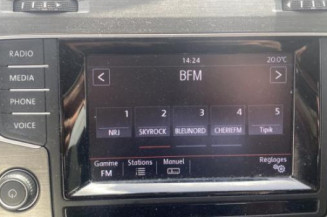 14:24
20.0°C
RADIO
BFM
MEDIA
PHONE
1 2 3 4 5
NRJ SKYROCK BLEUNORD CHERIEFM Tipik
VOICE
Gamme Stations Manuel Réglages
FM